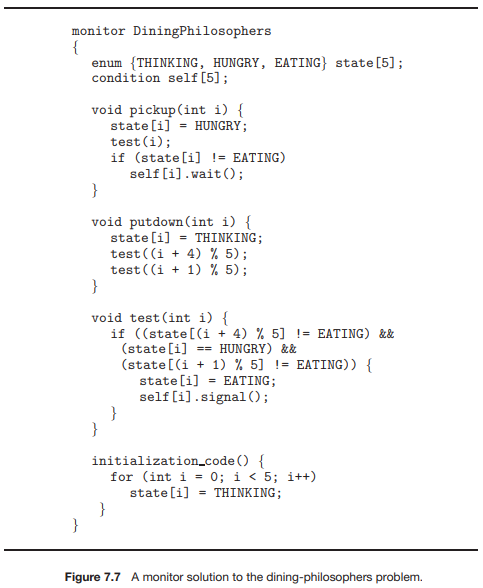 monitor DiningPhilosophers
{
enum {THINKING, HUNGRY, EATING} state[5];
condition self[5];
void pickup(int i) {
state[i] = HUNGRY;
test(i);
if (state[i] != EATING)
self[i].wait();
}
void putdown(int i) {
state[i] = THINKING;
test((i + 4) % 5);
test((i + 1) % 5);
}
void test(int i) {
if ((state[(i + 4) % 5] != EATING) &&
(state[i] == HUNGRY) &&
(state[(i + 1) % 5] != EATING)) {
state[i] = EATING;
self[i].signal();
}
}
initialization_code() {
for (int i = 0; i < 5; i++)
state[i] = THINKING;
}
}
Figure 7.7 A monitor solution to the dining-philosophers problem.